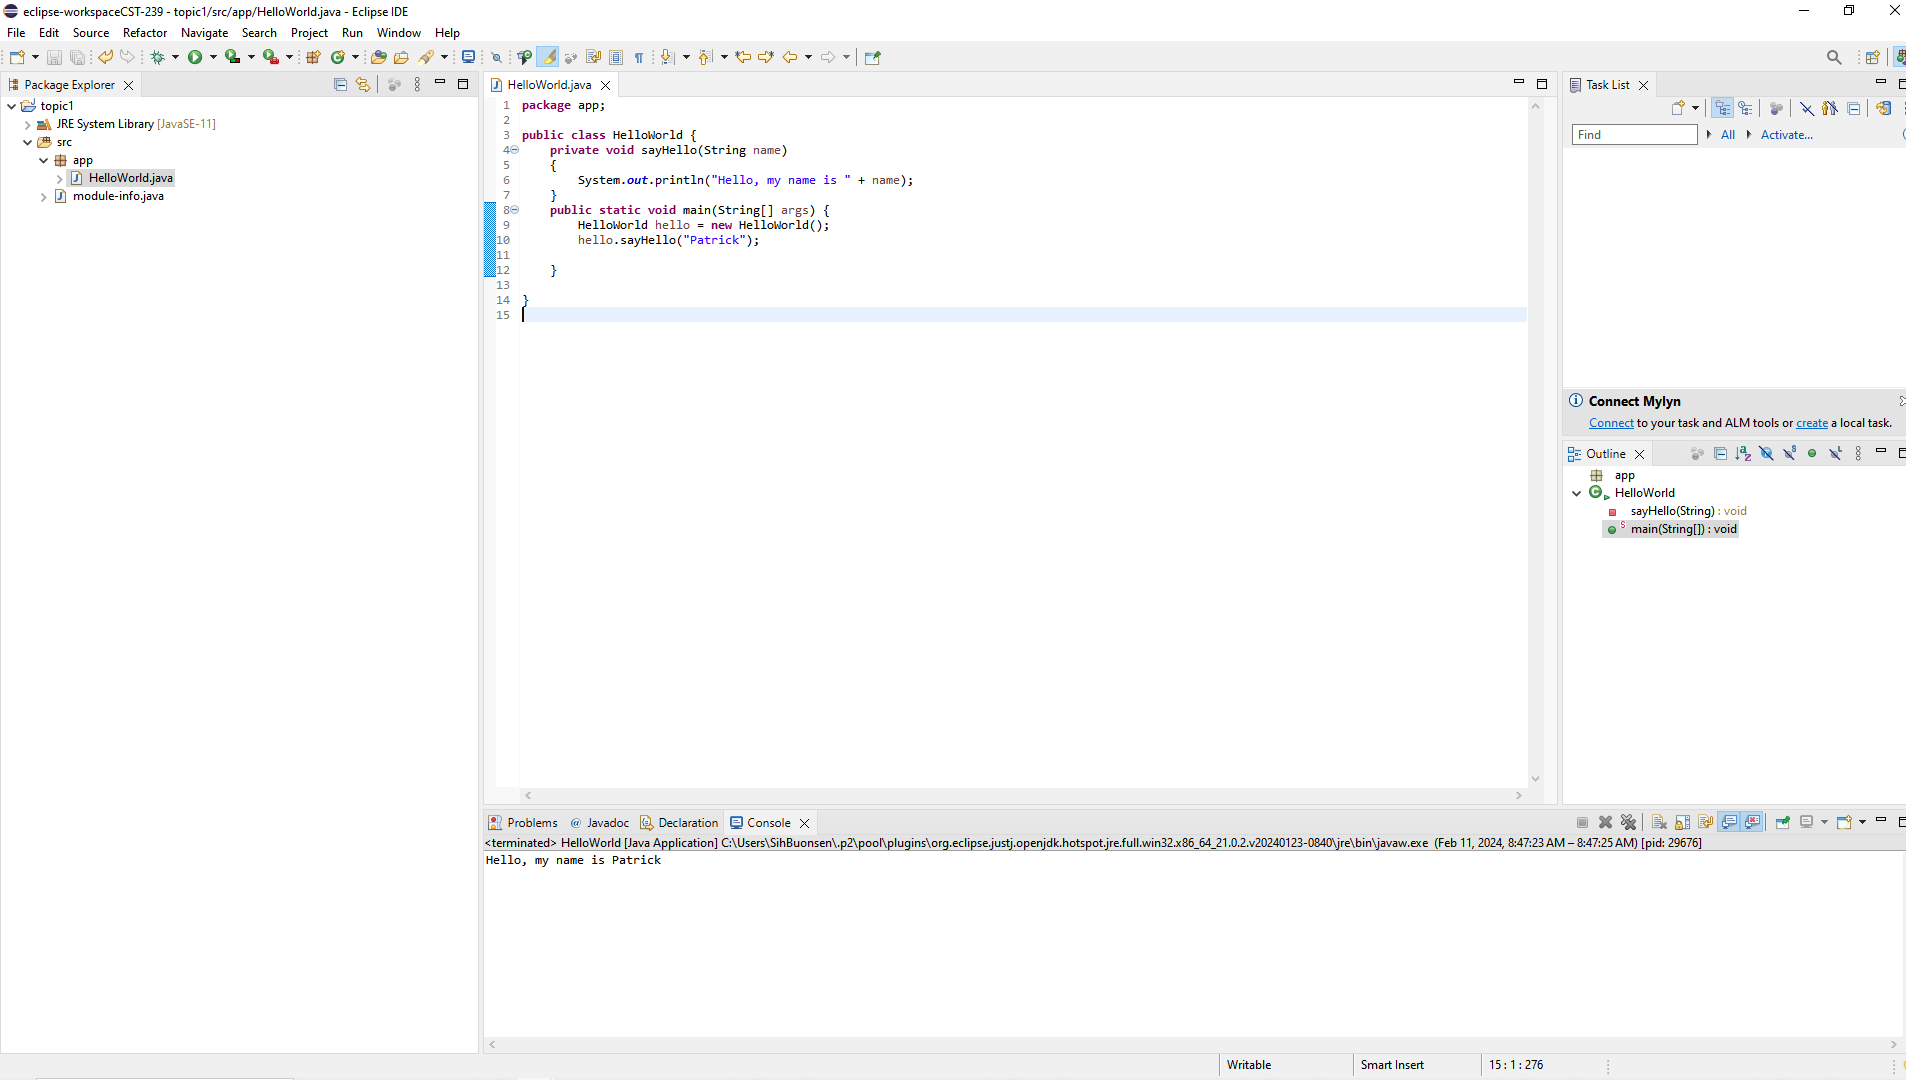 eclipse-workspaceCST-239 - topic1/src/app/HelloWorld.java - Eclipse IDE
File Edit Source Refactor Navigate Search Project Run Window Help
Package Explorer
topic1
JRE System Library [JavaSE-11]
src
app
HelloWorld.java
module-info.java
HelloWorld.java
1 package app;
2
3 public class HelloWorld {
4 private void sayHello(String name)
5 {
6 System.out.println("Hello, my name is " + name);
7 }
8 public static void main(String[] args) {
9 HelloWorld hello = new HelloWorld();
10 hello.sayHello("Patrick");
11
12 }
13
14 }
15
Task List
Find All Activate...
Connect Mylyn
Connect to your task and ALM tools or create a local task.
Outline
app
HelloWorld
sayHello(String) : void
main(String[]) : void
Problems Javadoc Declaration Console
<terminated> HelloWorld [Java Application] C:\Users\SihBuonsen\.p2\pool\plugins\org.eclipse.justj.openjdk.hotspot.jre.full.win32.x86_64_21.0.2.v20240123-0840\jre\bin\javaw.exe (Feb 11, 2024, 8:47:23 AM – 8:47:25 AM) [pid: 29676]
Hello, my name is Patrick
Writable Smart Insert 15 : 1 : 276